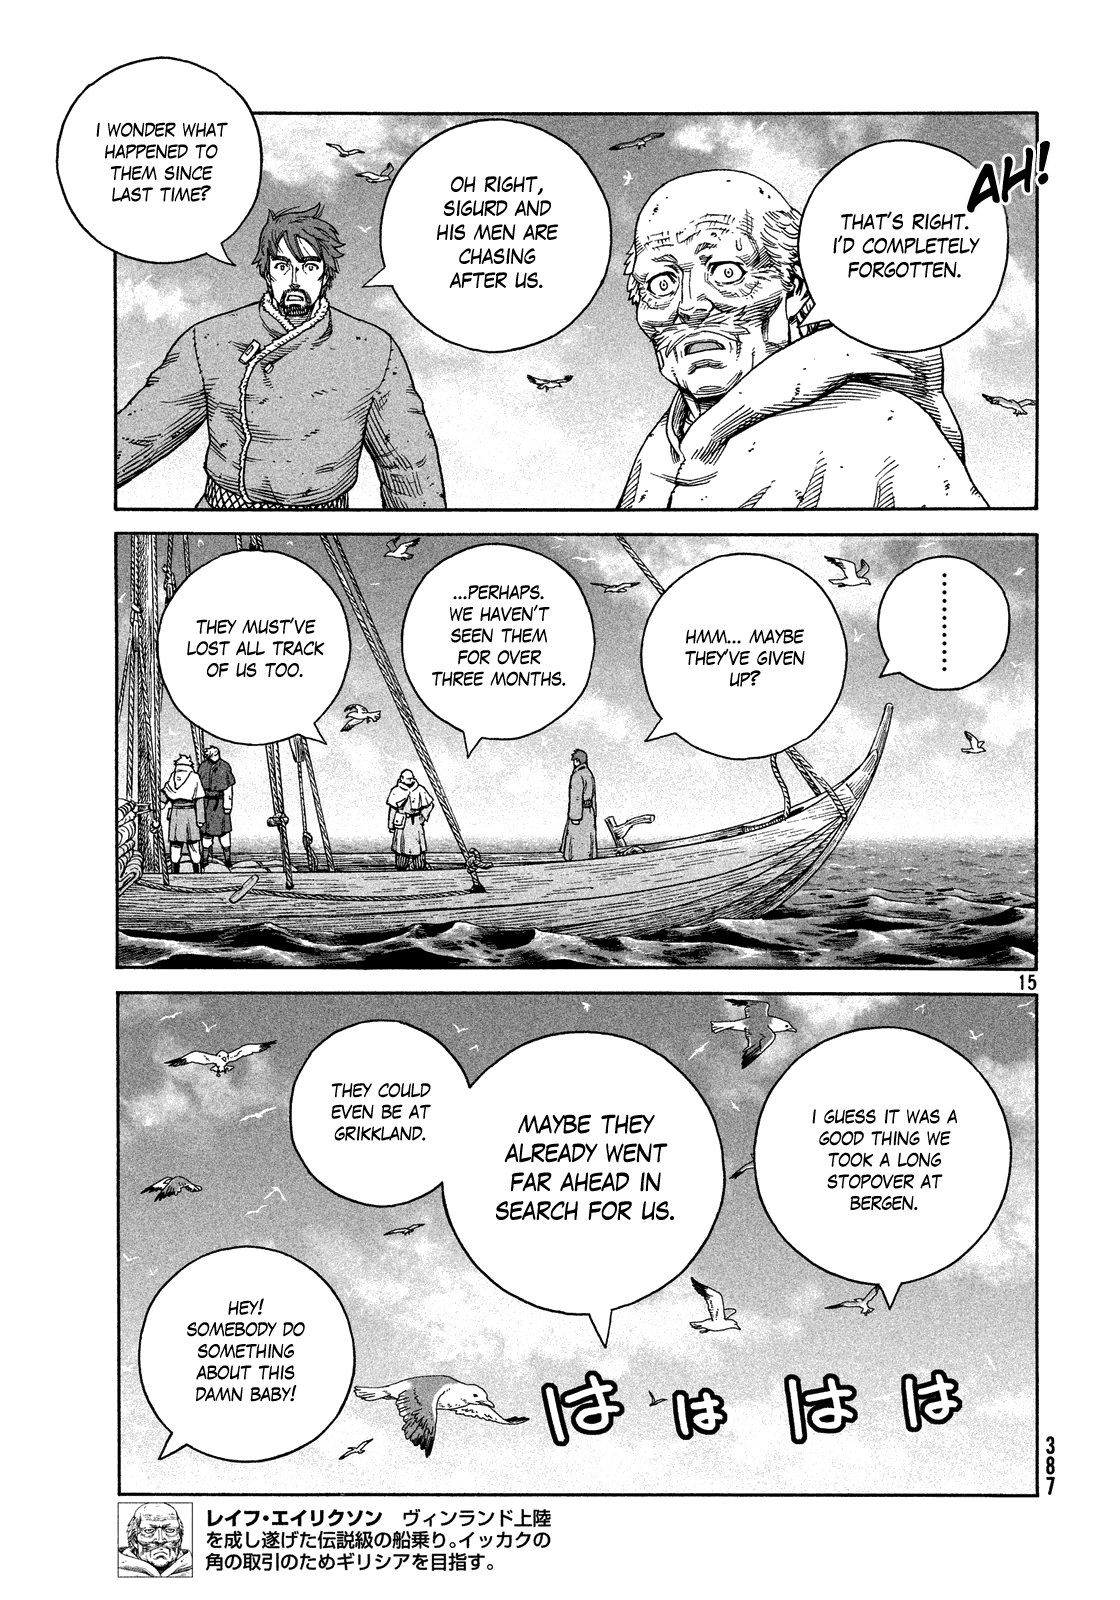 AH!
THAT'S RIGHT.
I'D COMPLETELY
FORGOTTEN.
OH RIGHT,
SIGURD AND
HIS MEN ARE
CHASING
AFTER US.
I WONDER WHAT
HAPPENED TO
THEM SINCE
LAST TIME?
.........
HMM... MAYBE
THEY'VE GIVEN
UP?
...PERHAPS.
WE HAVEN'T
SEEN THEM
FOR OVER
THREE MONTHS.
THEY MUST'VE
LOST ALL TRACK
OF US TOO.
15
I GUESS IT WAS A
GOOD THING WE
TOOK A LONG
STOPOVER AT
BERGEN.
MAYBE THEY
ALREADY WENT
FAR AHEAD IN
SEARCH FOR US.
THEY COULD
EVEN BE AT
GRIKKLAND.
HEY!
SOMEBODY DO
SOMETHING
ABOUT THIS
DAMN BABY!
は は は は
387
レイフ・エイリクソン ヴィンランド上陸
を成し遂げた伝説級の船乗り。イッカクの
角の取引のためギリシアを目指す。